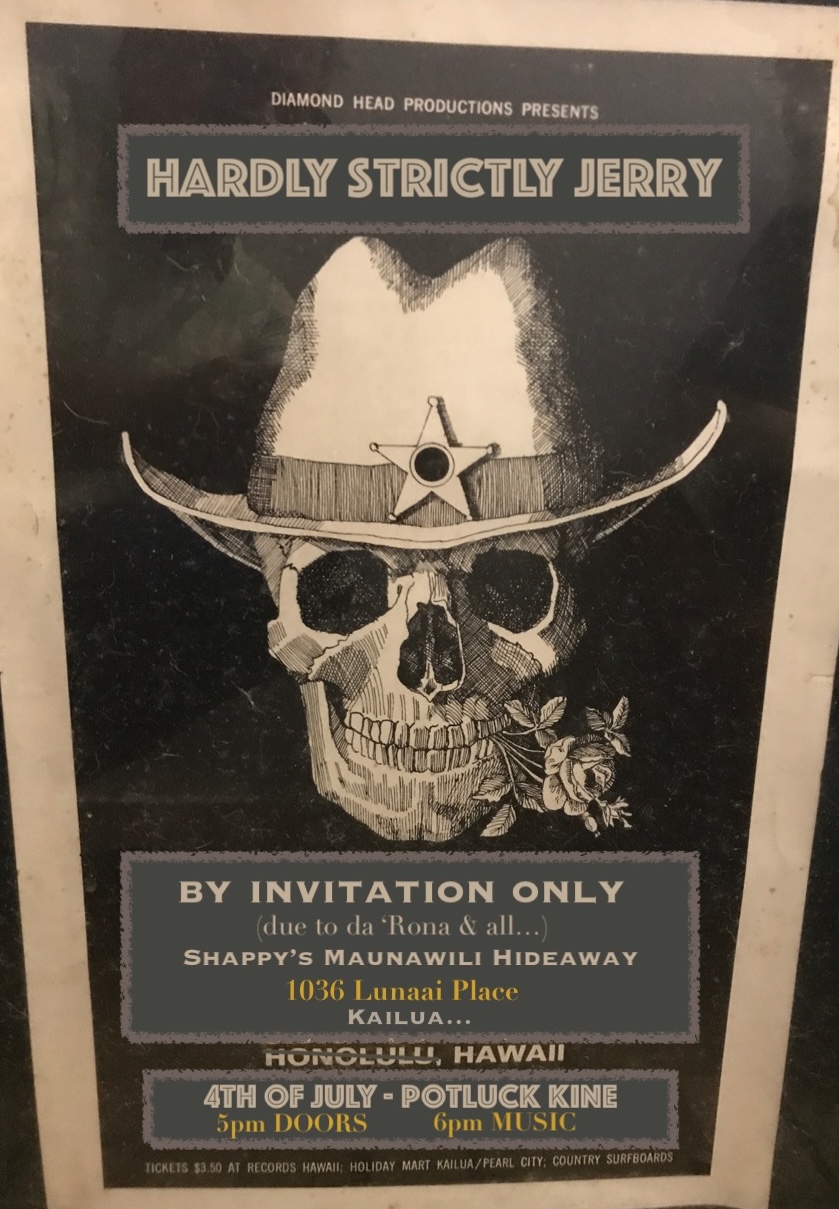 DIAMOND HEAD PRODUCTIONS PRESENTS
HARDLY STRICTLY JERRY
BY INVITATION ONLY
(due to da ‘Rona & all...)
SHAPPY’S MAUNAWILI HIDEAWAY
1036 Lunaai Place
KAILUA...
HONOLULU, HAWAII
4TH OF JULY - POTLUCK KINE
5pm DOORS 6pm MUSIC
TICKETS $3.50 AT RECORDS HAWAII; HOLIDAY MART KAILUA/PEARL CITY; COUNTRY SURFBOARDS